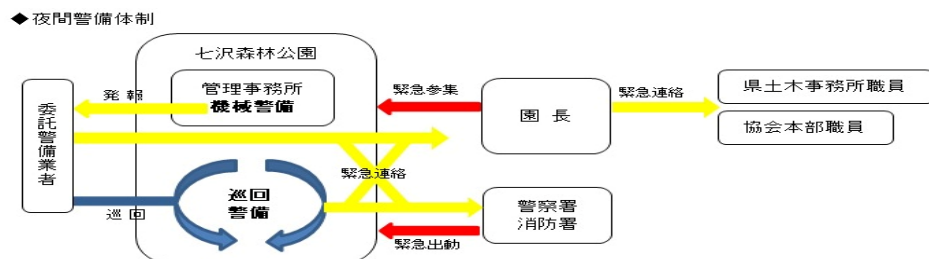 ◆夜間警備体制
七沢森林公園
管理事務所
機械警備
発報
委託警備業者
巡回
巡回
警備
緊急連絡
緊急参集
園長
緊急連絡
県土木事務所職員
協会本部職員
警察署
消防署
緊急出動